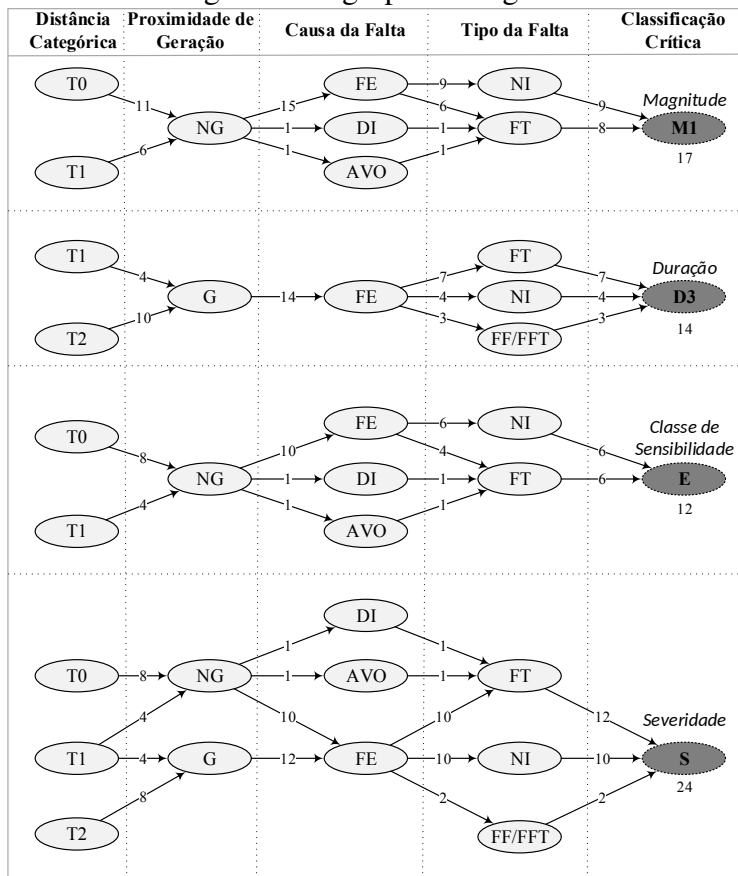 Distância Categórica
Proximidade de Geração
Causa da Falta
Tipo da Falta
Classificação Crítica
T0
T1
11
6
NG
15
1
1
FE
DI
AVO
9
6
1
1
NI
FT
9
8
Magnitude
M1
17
T1
T2
4
10
G
14
FE
7
4
3
FT
NI
FF/FFT
7
4
3
Duração
D3
14
T0
T1
8
4
NG
10
1
1
FE
DI
AVO
6
4
1
1
NI
FT
6
6
Classe de
Sensibilidade
E
12
T0
T1
T2
8
4
4
8
NG
G
1
1
10
12
DI
AVO
FE
1
1
10
10
2
FT
NI
FF/FFT
12
10
2
Severidade
S
24